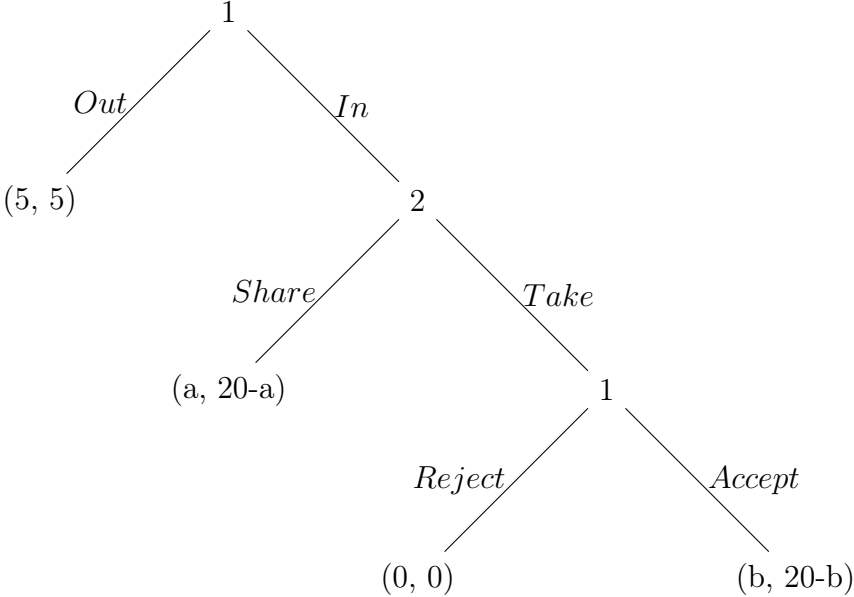 1
Out
In
(5, 5)
2
Share
Take
(a, 20-a)
1
Reject
Accept
(0, 0)
(b, 20-b)